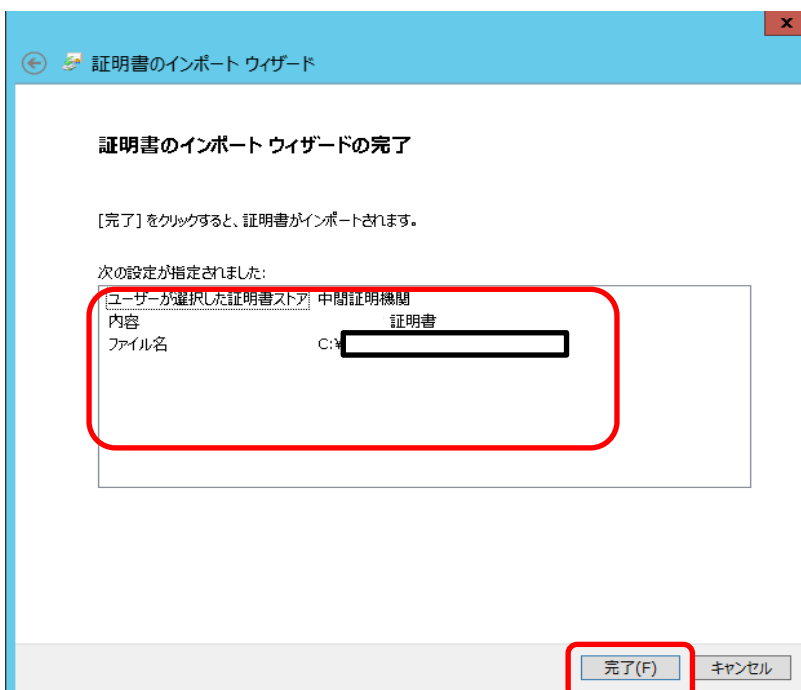 x
証明書のインポート ウィザード
証明書のインポート ウィザードの完了
[完了] をクリックすると、証明書がインポートされます。
次の設定が指定されました:
ユーザーが選択した証明書ストア 中間証明機関
内容 証明書
ファイル名 C:¥
完了(F) キャンセル